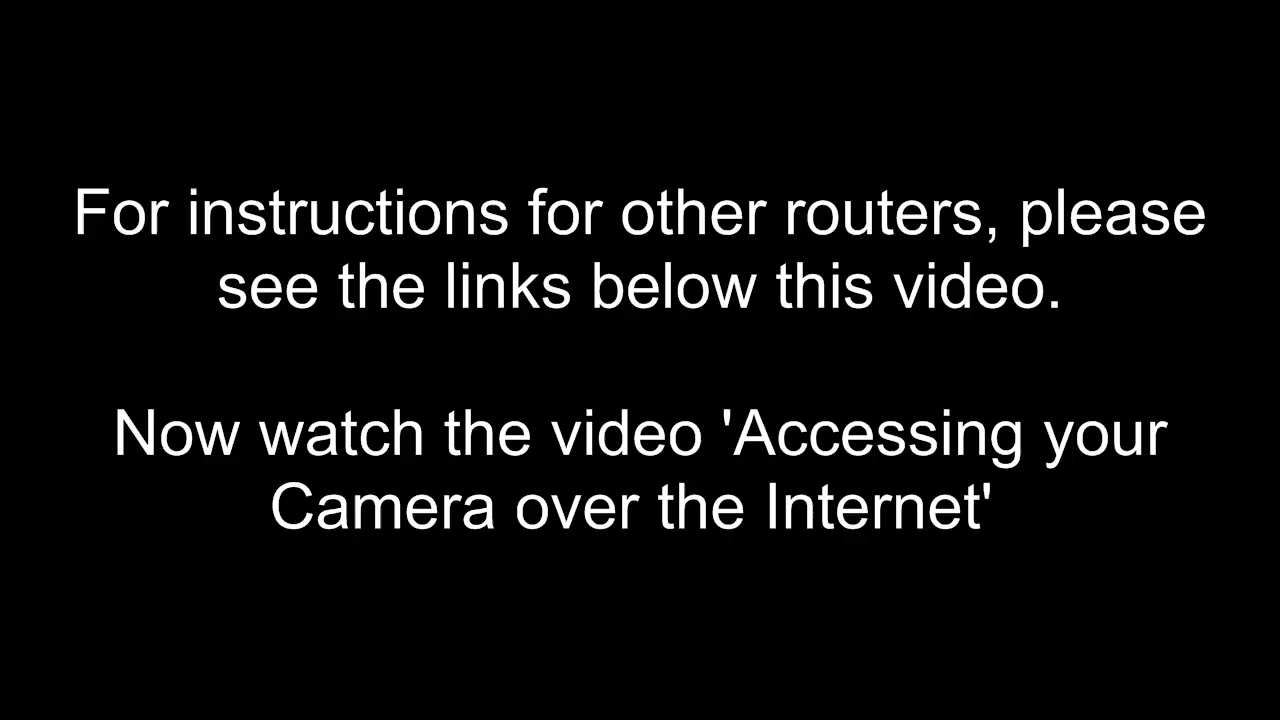 For instructions for other routers, please
see the links below this video.
Now watch the video 'Accessing your
Camera over the Internet'